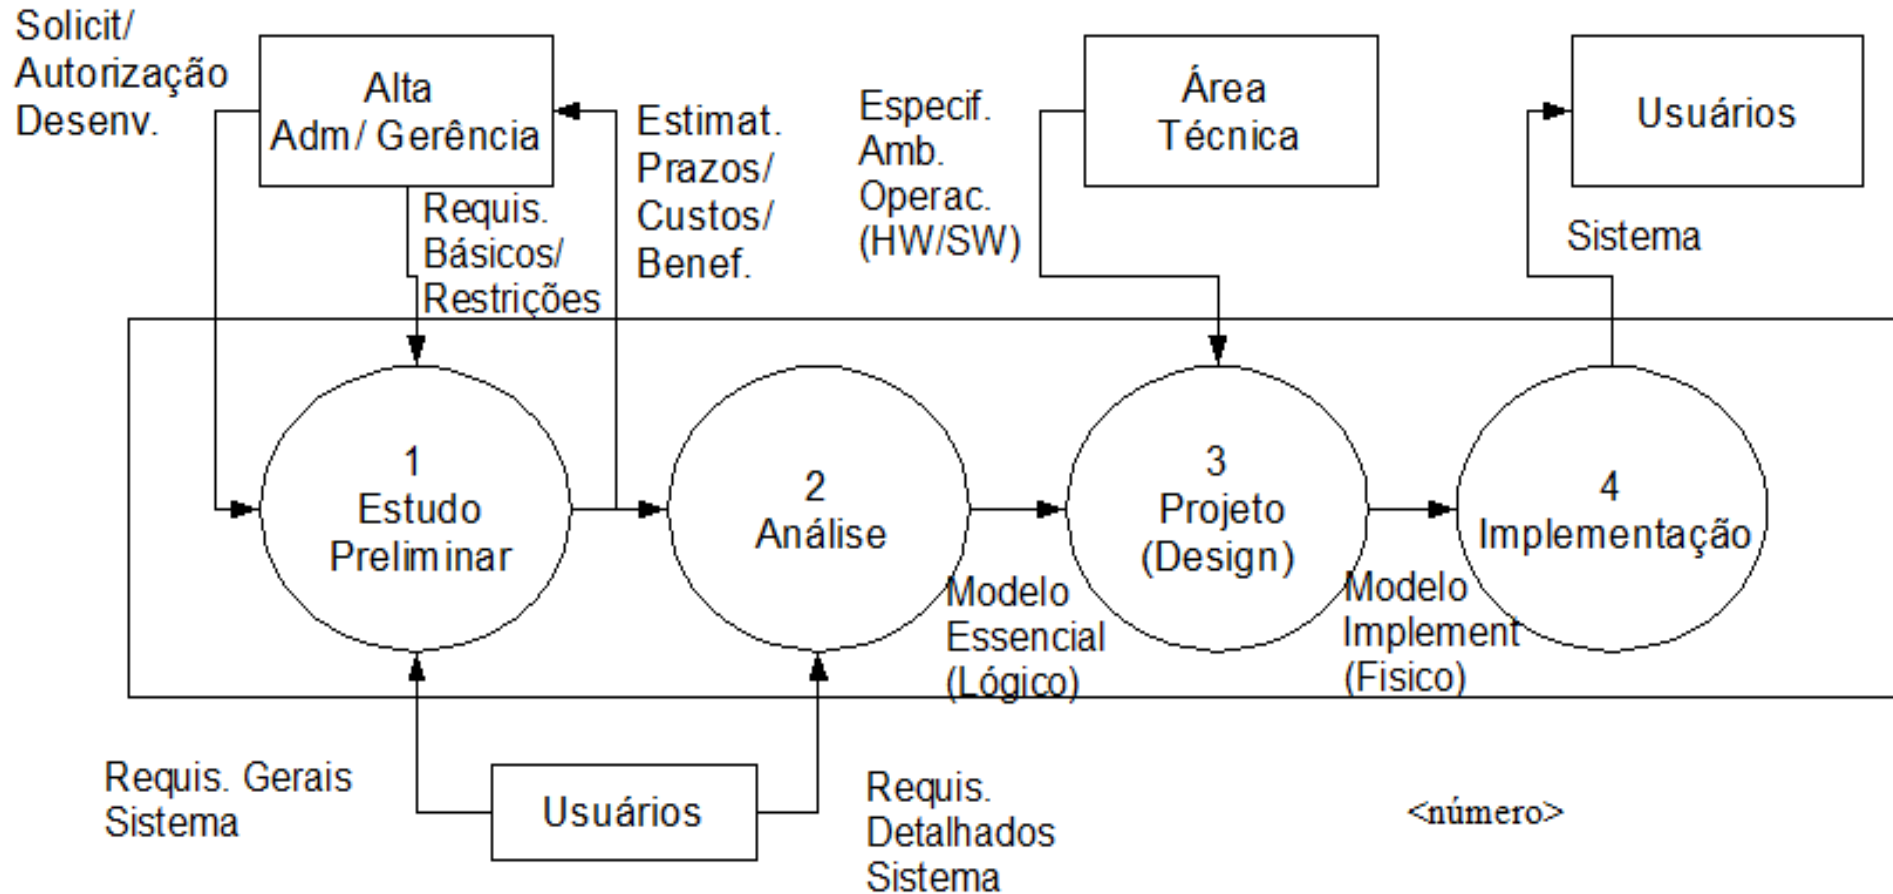 Solicit/
Autorização
Desenv.
Alta
Adm/ Gerência
Requis.
Básicos/
Restrições
Estimat.
Prazos/
Custos/
Benef.
Especif.
Amb.
Operac.
(HW/SW)
Área
Técnica
Usuários
Sistema
1
Estudo
Preliminar
2
Análise
Modelo
Essencial
(Lógico)
3
Projeto
(Design)
Modelo
Implement
(Fisico)
4
Implementação
Requis. Gerais
Sistema
Usuários
Requis.
Detalhados
Sistema
<número>